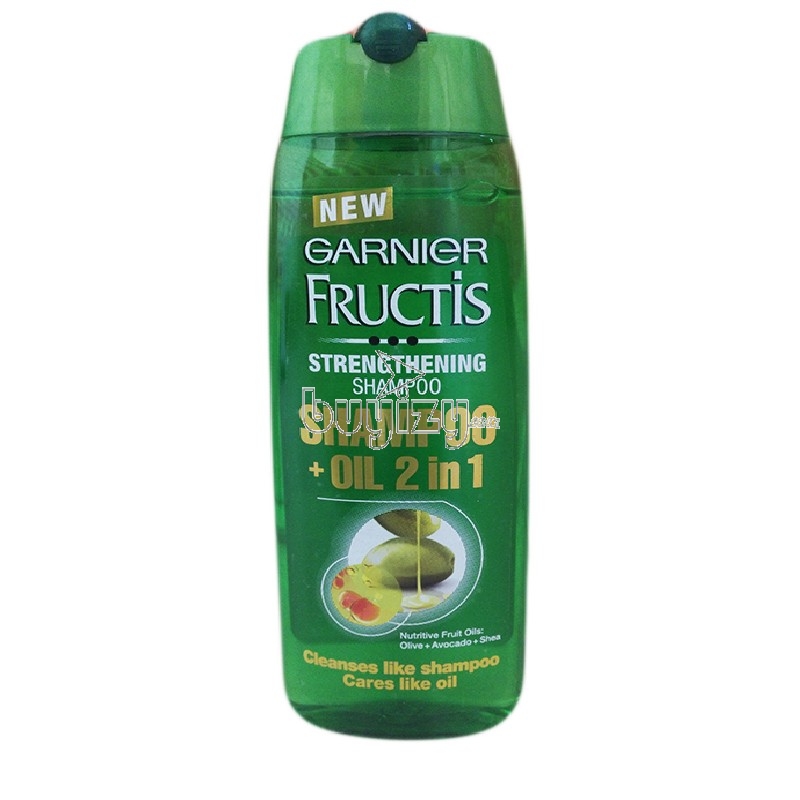 NEW
GARNIER
FRUCTIS
STRENGTHENING
SHAMPOO
SHAMPOO
buyizy.com
+ OIL 2 in 1
Nutritive Fruit Oils:
Olive + Avocado + Shea
Cleanses like shampoo
Cares like oil